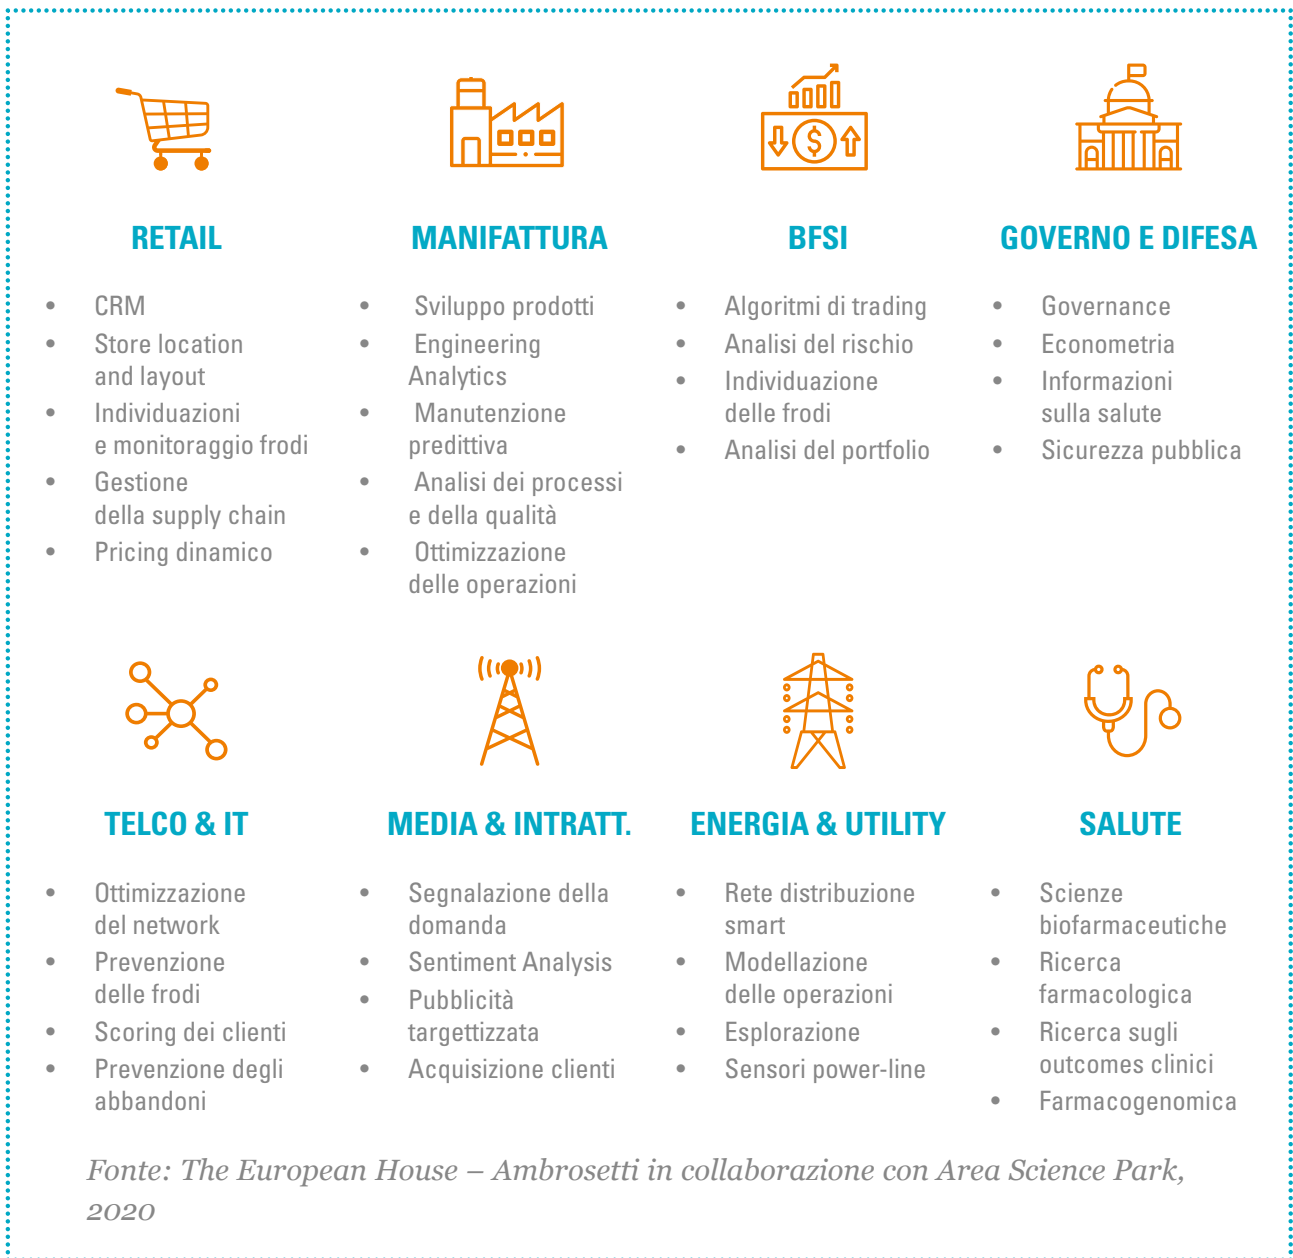 RETAIL
• CRM
• Store location
and layout
• Individuazioni
e monitoraggio frodi
• Gestione
della supply chain
• Pricing dinamico
MANIFATTURA
• Sviluppo prodotti
• Engineering
Analytics
• Manutenzione
predittiva
• Analisi dei processi
e della qualità
• Ottimizzazione
delle operazioni
$
BFSI
• Algoritmi di trading
• Analisi del rischio
• Individuazione
delle frodi
• Analisi del portfolio
GOVERNO E DIFESA
• Governance
• Econometria
• Informazioni
sulla salute
• Sicurezza pubblica
TELCO & IT
• Ottimizzazione
del network
• Prevenzione
delle frodi
• Scoring dei clienti
• Prevenzione degli
abbandoni
MEDIA & INTRATT.
• Segnalazione della
domanda
• Sentiment Analysis
• Pubblicità
targettizzata
• Acquisizione clienti
ENERGIA & UTILITY
• Rete distribuzione
smart
• Modellazione
delle operazioni
• Esplorazione
• Sensori power-line
SALUTE
• Scienze
biofarmaceutiche
• Ricerca
farmacologica
• Ricerca sugli
outcomes clinici
• Farmacogenomica
Fonte: The European House – Ambrosetti in collaborazione con Area Science Park,
2020